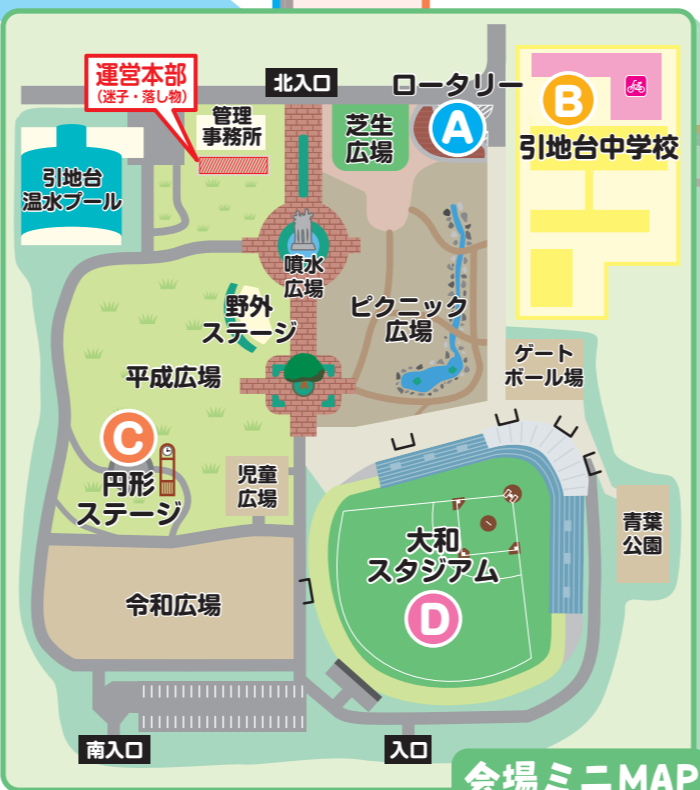 運営本部
(迷子・落し物)
北入口
ロータリー
A
B
引地台中学校
管理
事務所
芝生
広場
引地台
温水プール
噴水
広場
野外
ステージ
ピクニック
広場
平成広場
ゲート
ボール場
C
円形
ステージ
児童
広場
大和
スタジアム
D
青葉
公園
令和広場
南入口
入口
会場ミニMAP